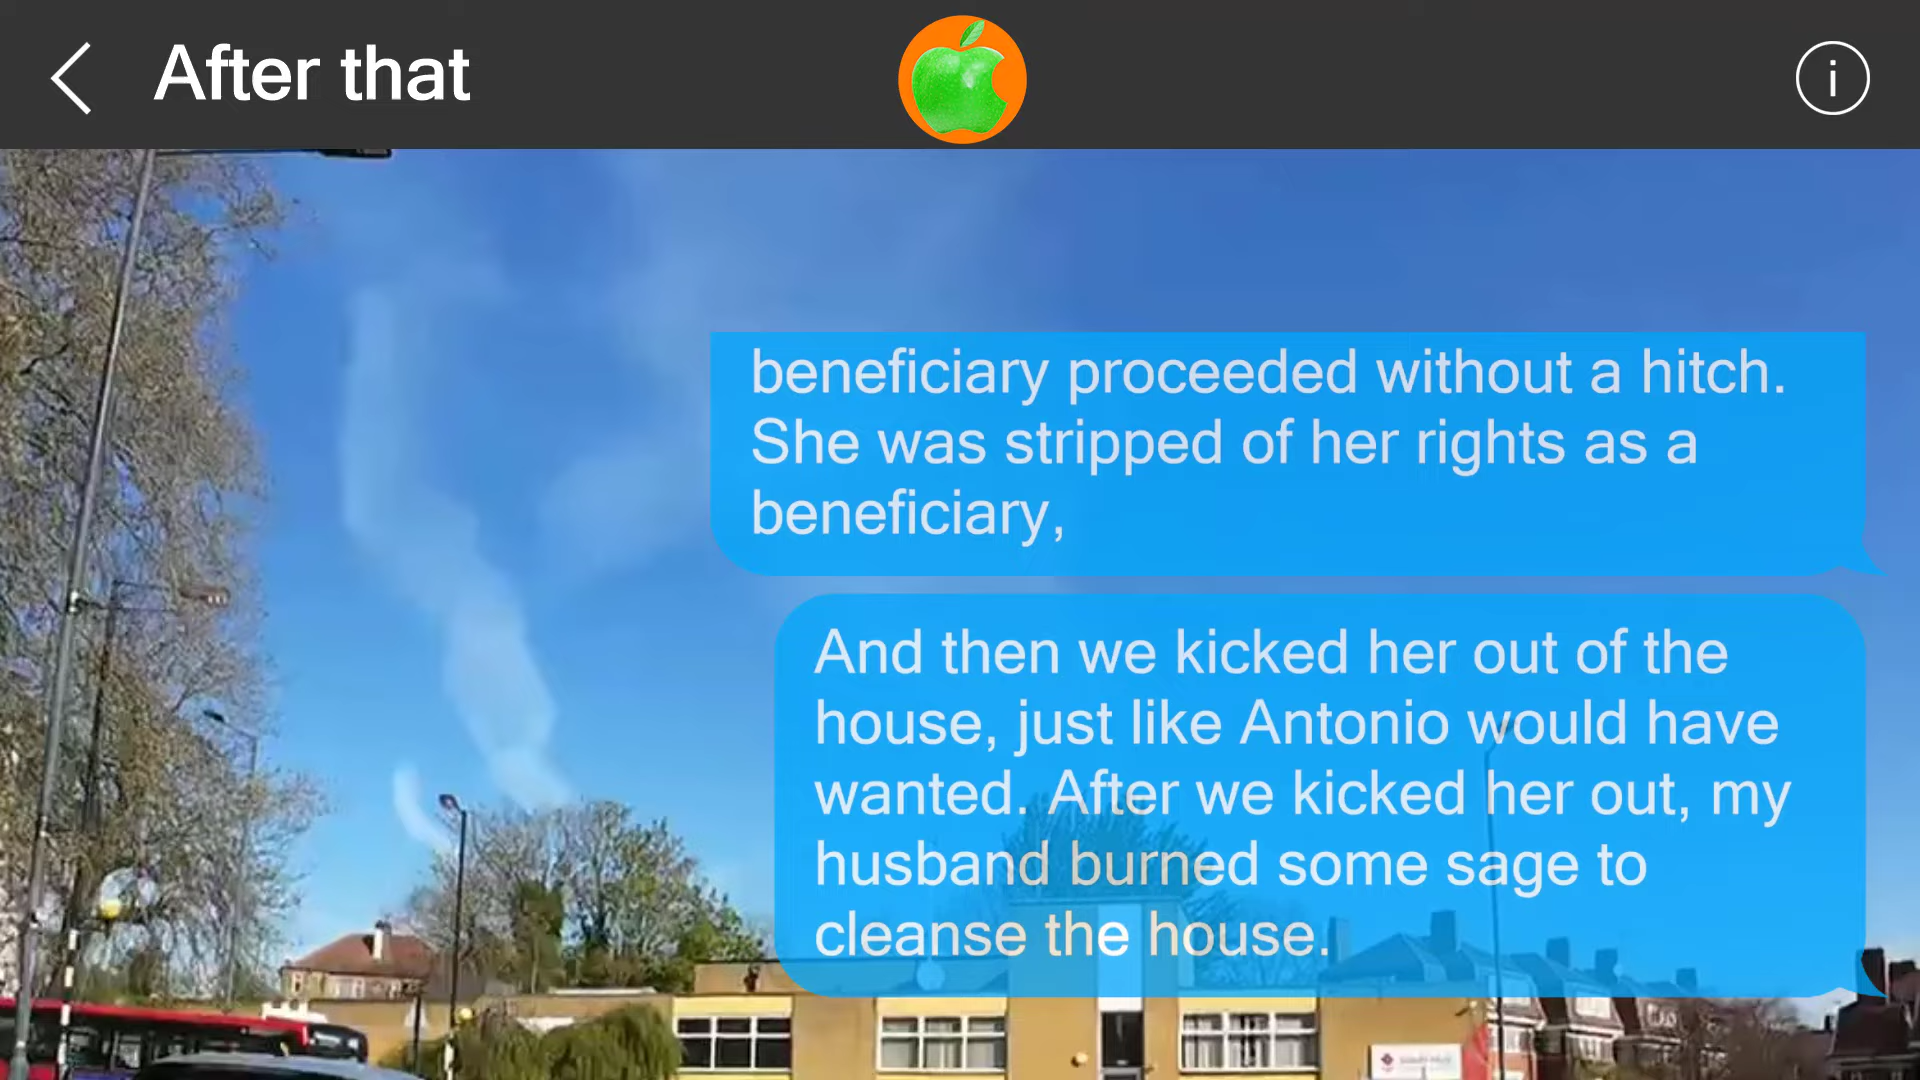 After that
beneficiary proceeded without a hitch.
She was stripped of her rights as a
beneficiary,
And then we kicked her out of the
house, just like Antonio would have
wanted. After we kicked her out, my
husband burned some sage to
cleanse the house.